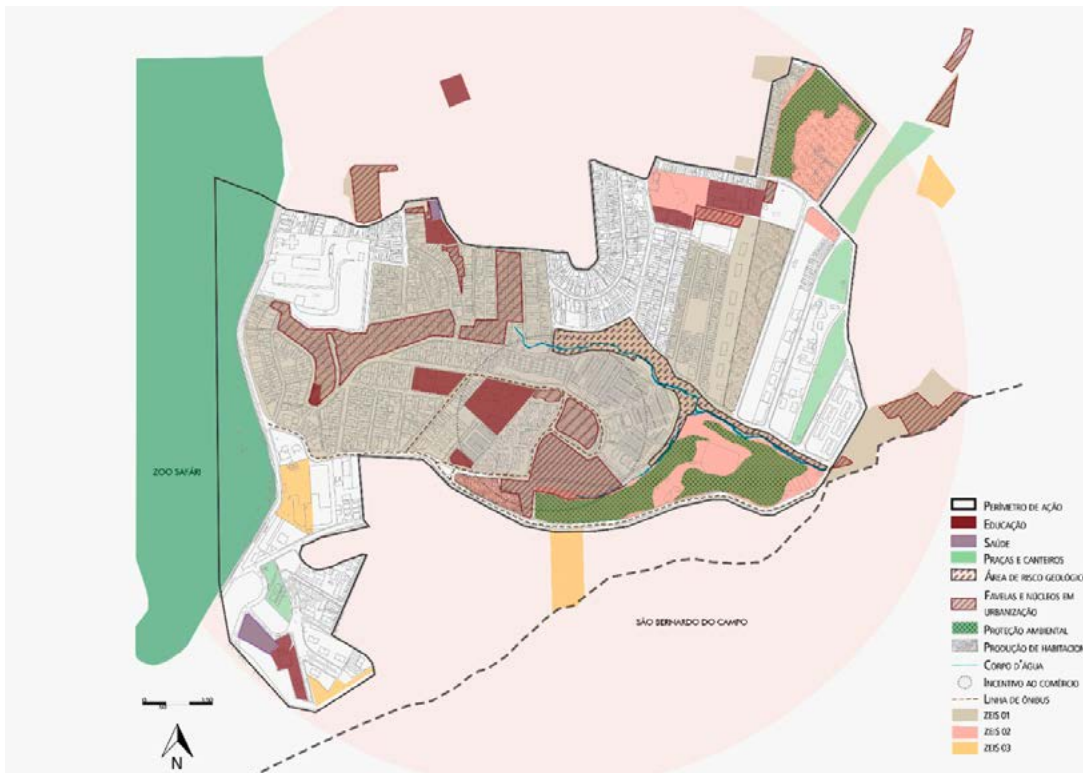 ZOO SAFÁRI
SÃO BERNARDO DO CAMPO
PERÍMETRO DE AÇÃO
EDUCAÇÃO
SAÚDE
PRAÇAS E CANTEIROS
ÁREA DE RISCO GEOLÓGICO
FAVELAS E NÚCLEOS EM
URBANIZAÇÃO
PROTEÇÃO AMBIENTAL
PRODUÇÃO DE HABITACION
CORPO D'ÁGUA
INCENTIVO AO COMÉRCIO
LINHA DE ÔNIBUS
ZEIS 01
ZEIS 02
ZEIS 03
N